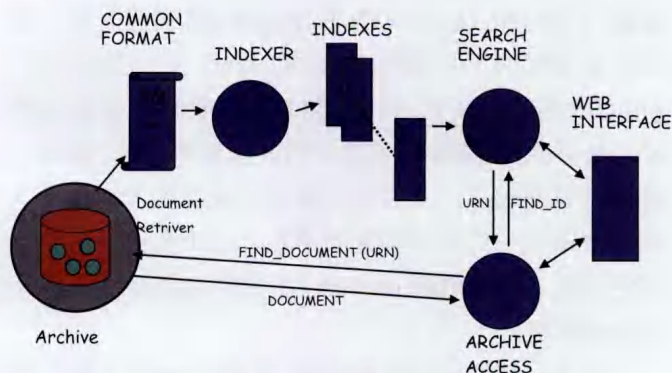 COMMON
FORMAT
INDEXER
INDEXES
SEARCH
ENGINE
WEB
INTERFACE
Document
Retriver
URN
FIND_ID
FIND_DOCUMENT (URN)
DOCUMENT
Archive
ARCHIVE
ACCESS